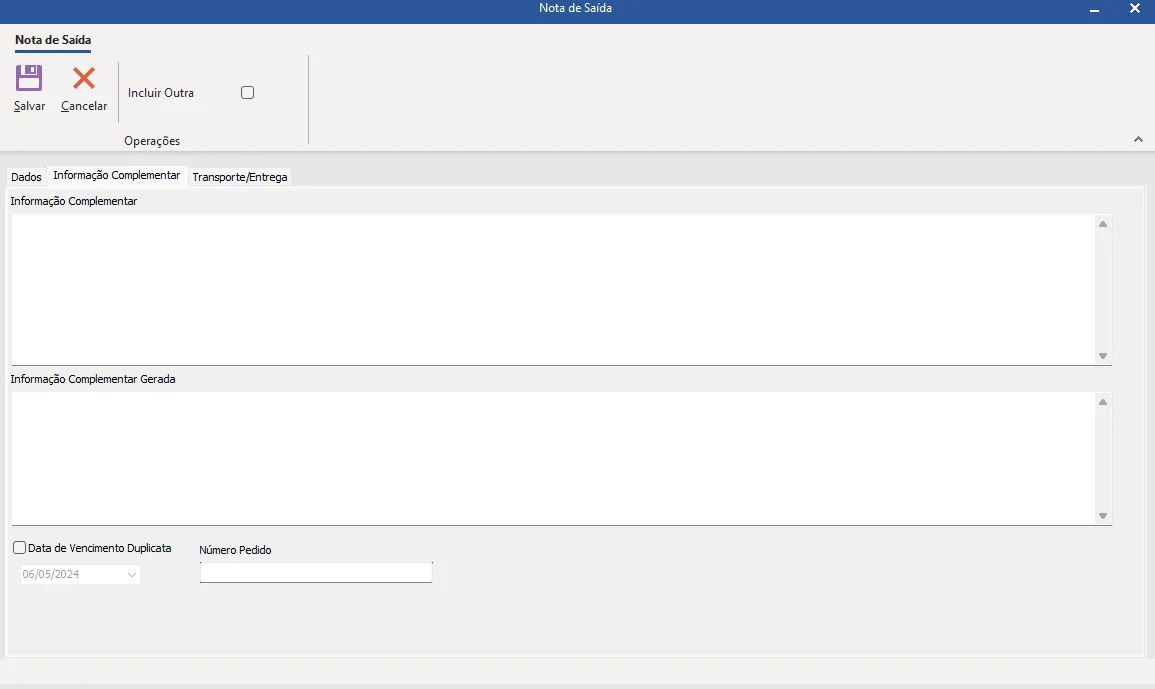 Nota de Saída
Nota de Saída
Salvar
Cancelar
Incluir Outra
Operações
Dados
Informação Complementar
Transporte/Entrega
Informação Complementar
Informação Complementar Gerada
Data de Vencimento Duplicata
Número Pedido
06/05/2024